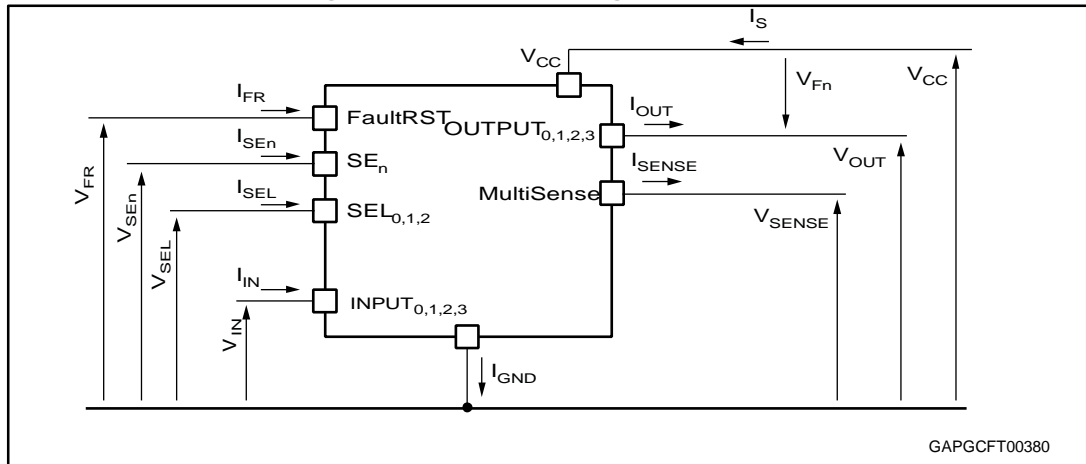 I_S
V_CC
V_Fn
V_CC
I_FR
FaultRST
I_OUT
OUTPUT_0,1,2,3
I_SEn
SE_n
V_OUT
I_SENSE
MultiSense
V_FR
I_SEL
SEL_0,1,2
V_SEn
V_SENSE
V_SEL
I_IN
INPUT_0,1,2,3
V_IN
I_GND
GAPGCFT00380